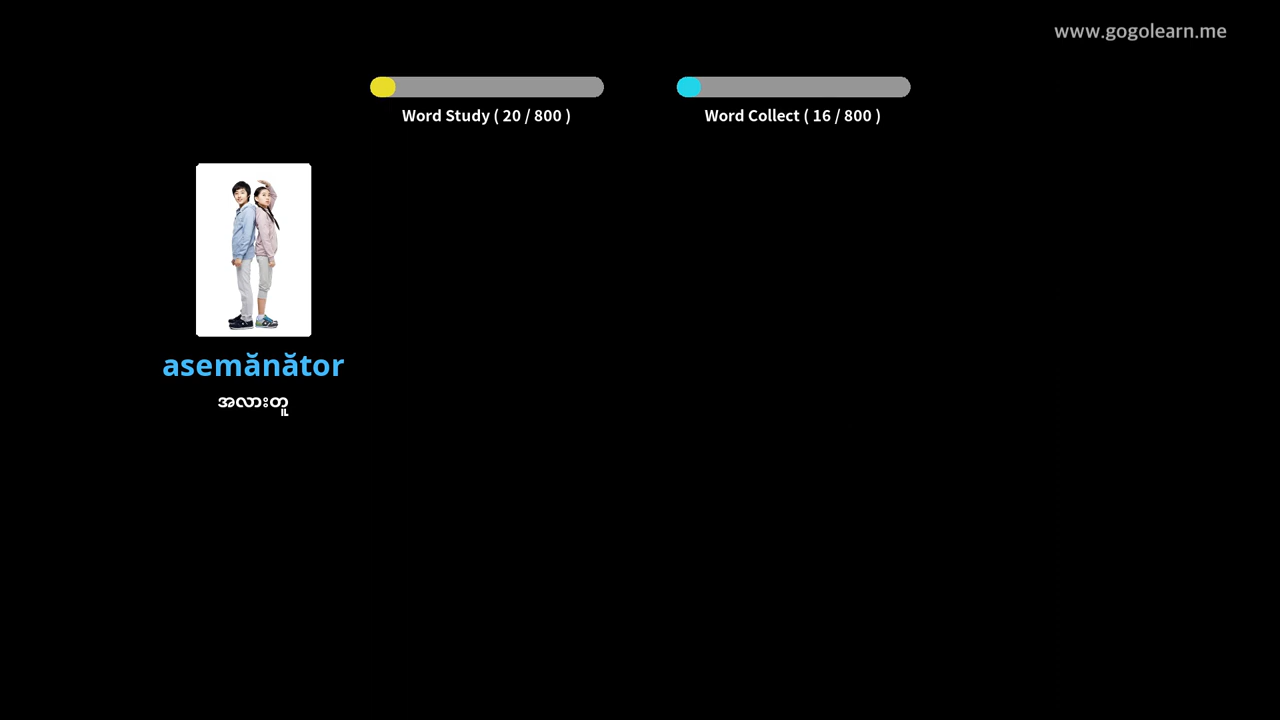 www.gogolearn.me
Word Study ( 20 / 800 )
Word Collect ( 16 / 800 )
asemănător
အလားတူ